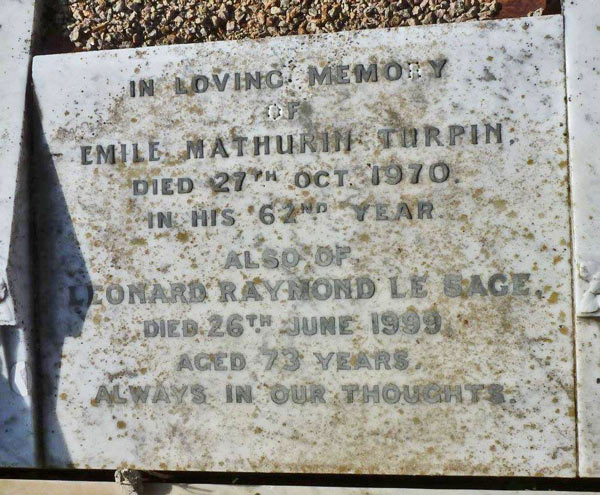 IN LOVING MEMORY
OF
EMILE MATHURIN TURPIN.
DIED 27TH OCT. 1970.
IN HIS 62ND YEAR.
ALSO OF
LEONARD RAYMOND LE SAGE.
DIED 26TH JUNE 1999
AGED 73 YEARS.
ALWAYS IN OUR THOUGHTS.